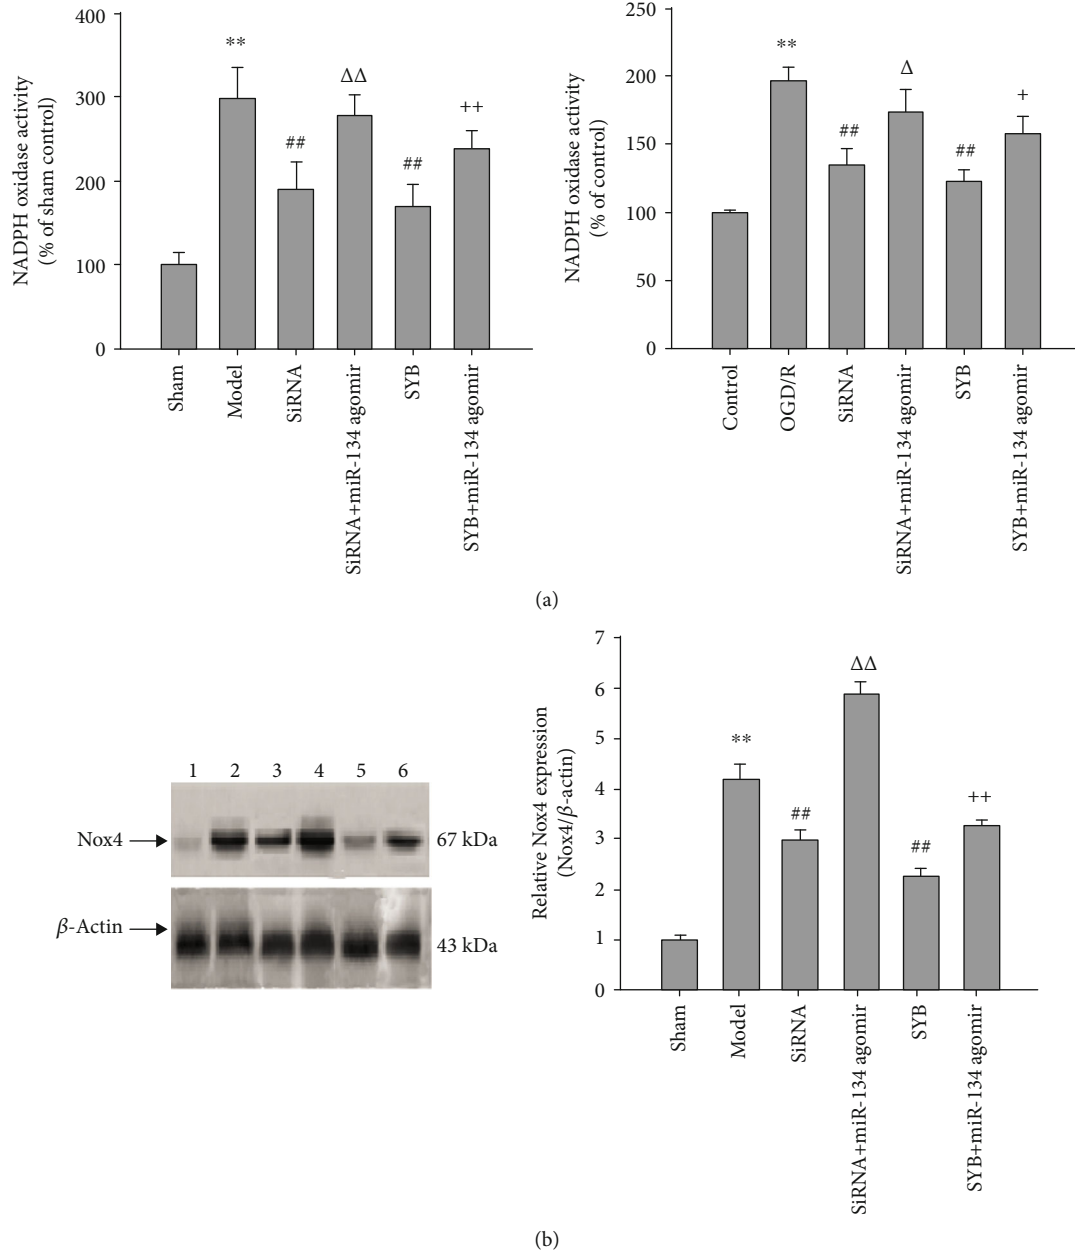 NADPH oxidase activity
(% of sham control)
400
300
200
100
0
**
##
ΔΔ
##
++
Sham
Model
SiRNA
SiRNA+miR-134 agomir
SYB
SYB+miR-134 agomir
NADPH oxidase activity
(% of control)
250
200
150
100
50
0
**
##
Δ
##
+
Control
OGD/R
SiRNA
SiRNA+miR-134 agomir
SYB
SYB+miR-134 agomir
(a)
1 2 3 4 5 6
Nox4
67 kDa
β-Actin
43 kDa
Relative Nox4 expression
(Nox4/β-actin)
7
6
5
4
3
2
1
0
**
##
ΔΔ
##
++
Sham
Model
SiRNA
SiRNA+miR-134 agomir
SYB
SYB+miR-134 agomir
(b)